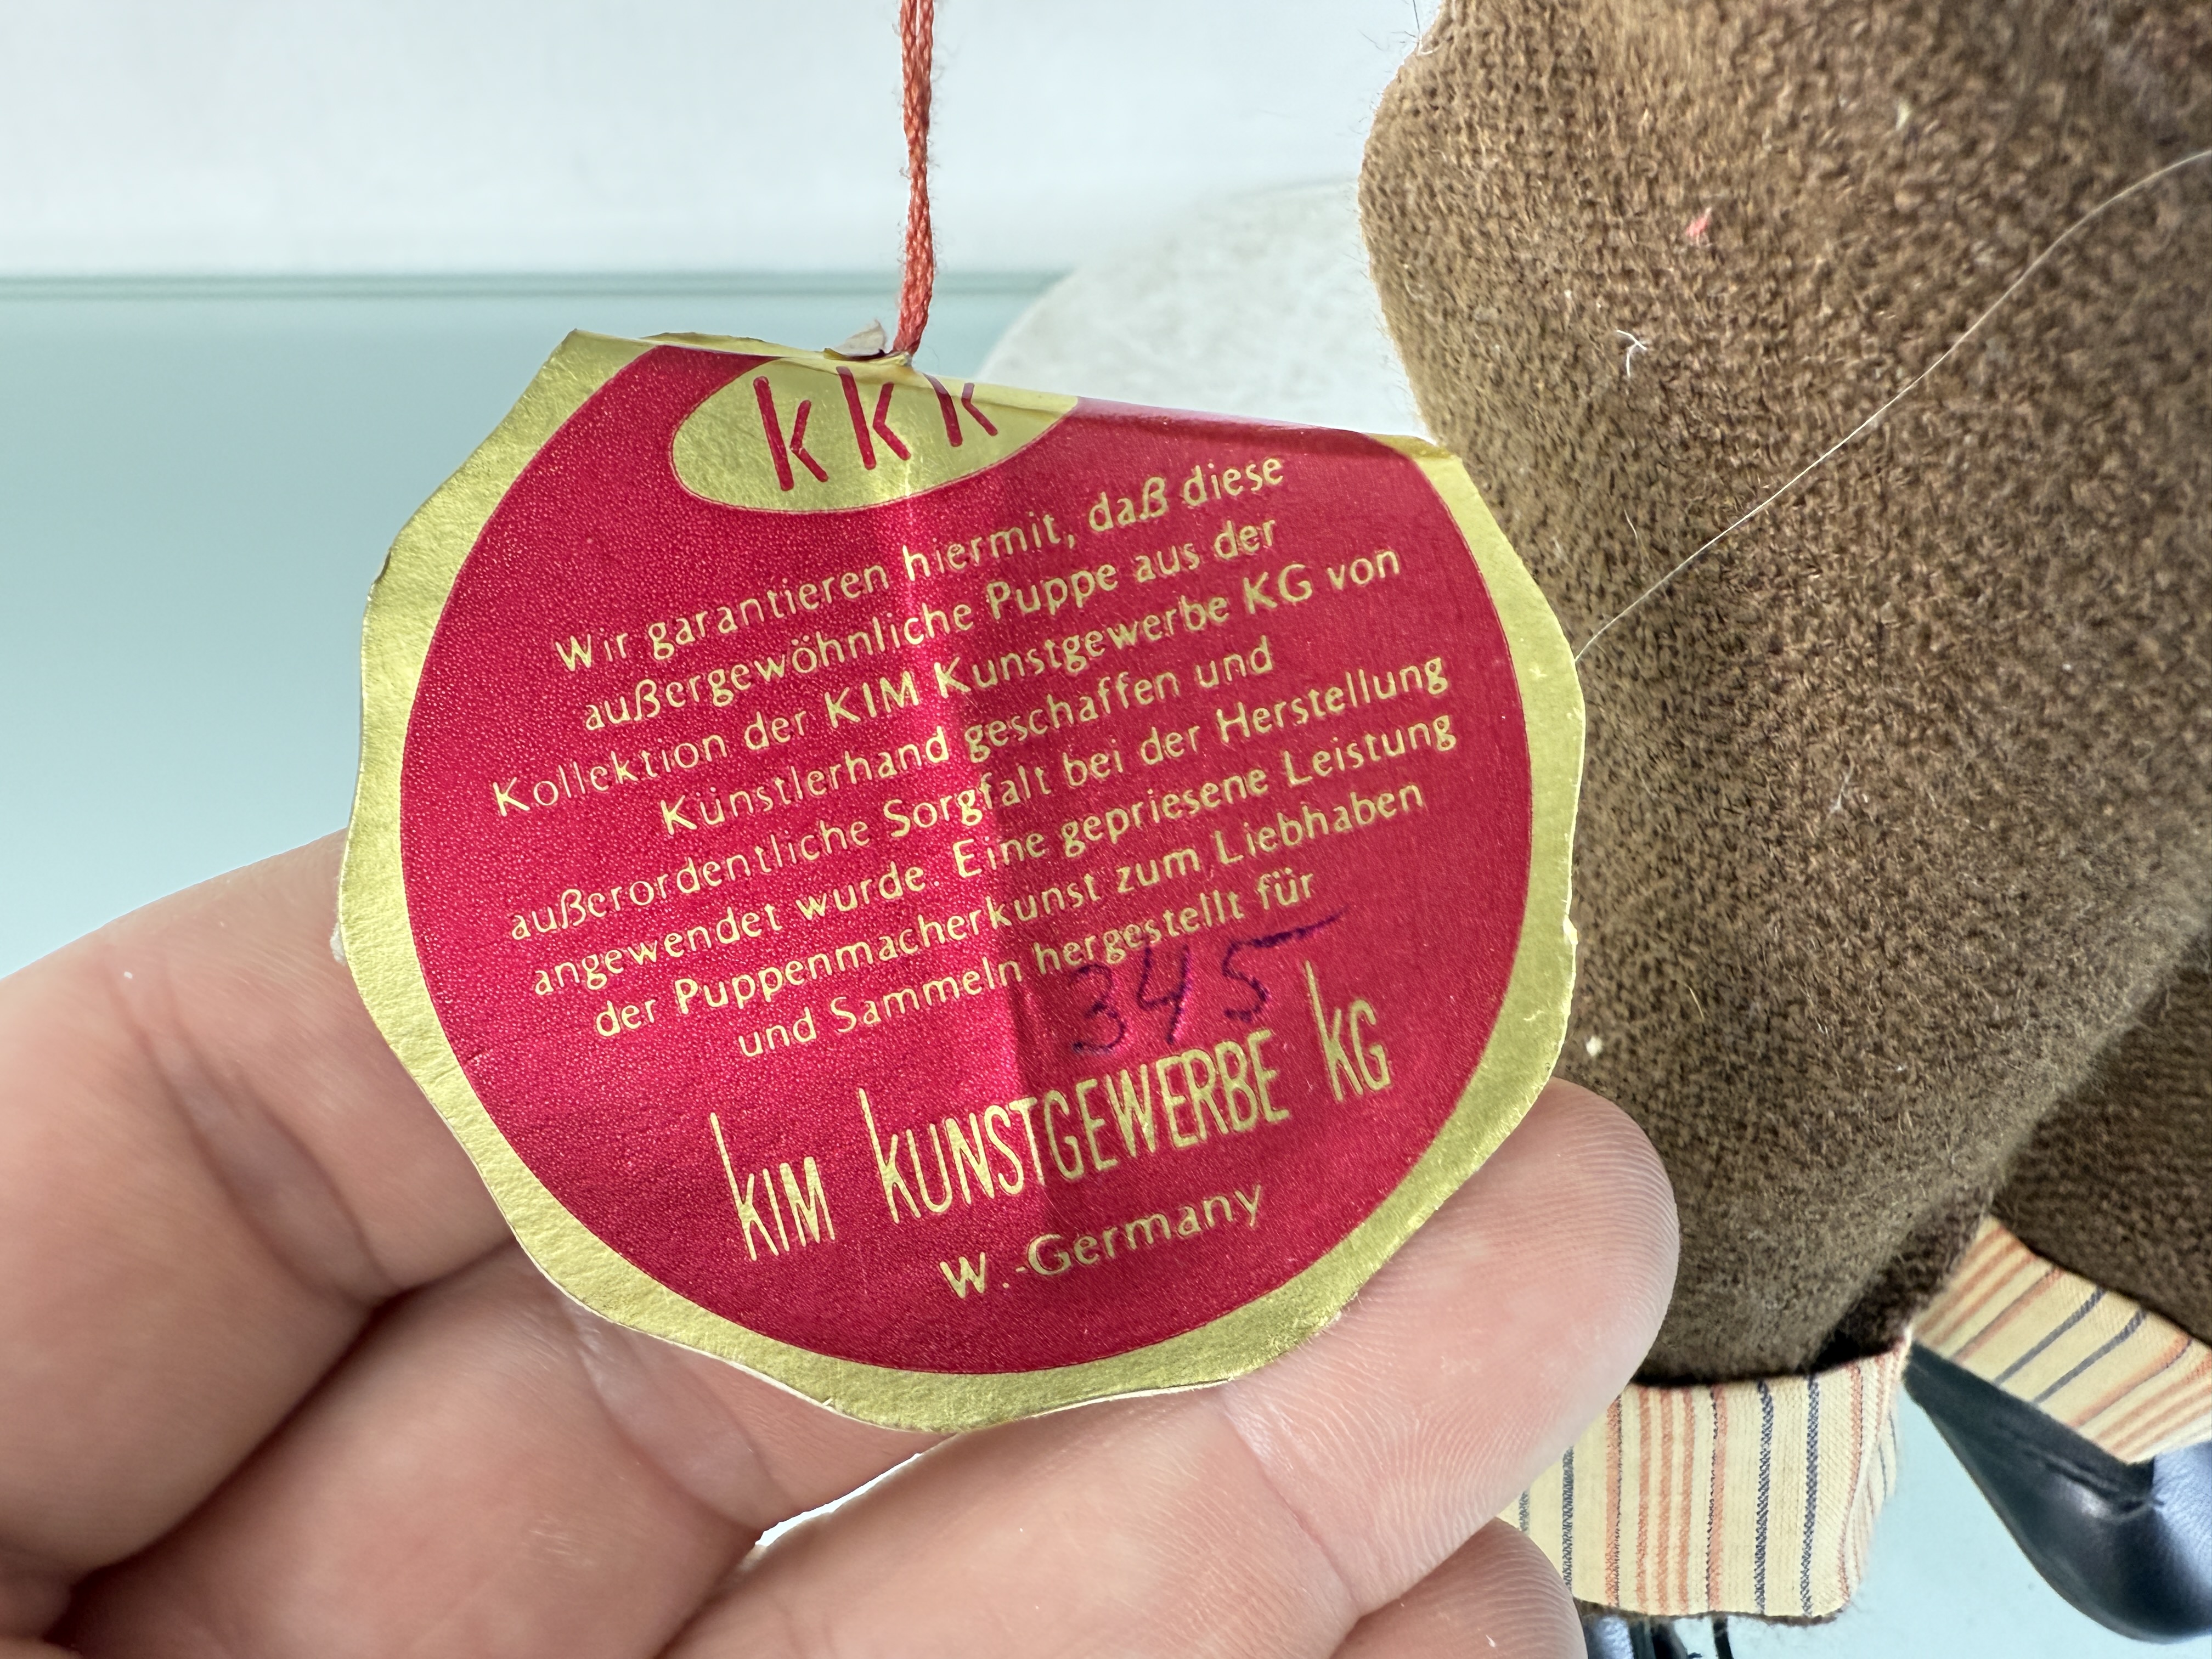 kkk
Wir garantieren hiermit, daß diese
außergewöhnliche Puppe aus der
Kollektion der KIM Kunstgewerbe KG von
Künstlerhand geschaffen und
außerordentliche Sorgfalt bei der Herstellung
angewendet wurde. Eine gepriesene Leistung
der Puppenmacherkunst zum Liebhaben
und Sammeln hergestellt für
345
KIM KUNSTGEWERBE KG
W.-Germany